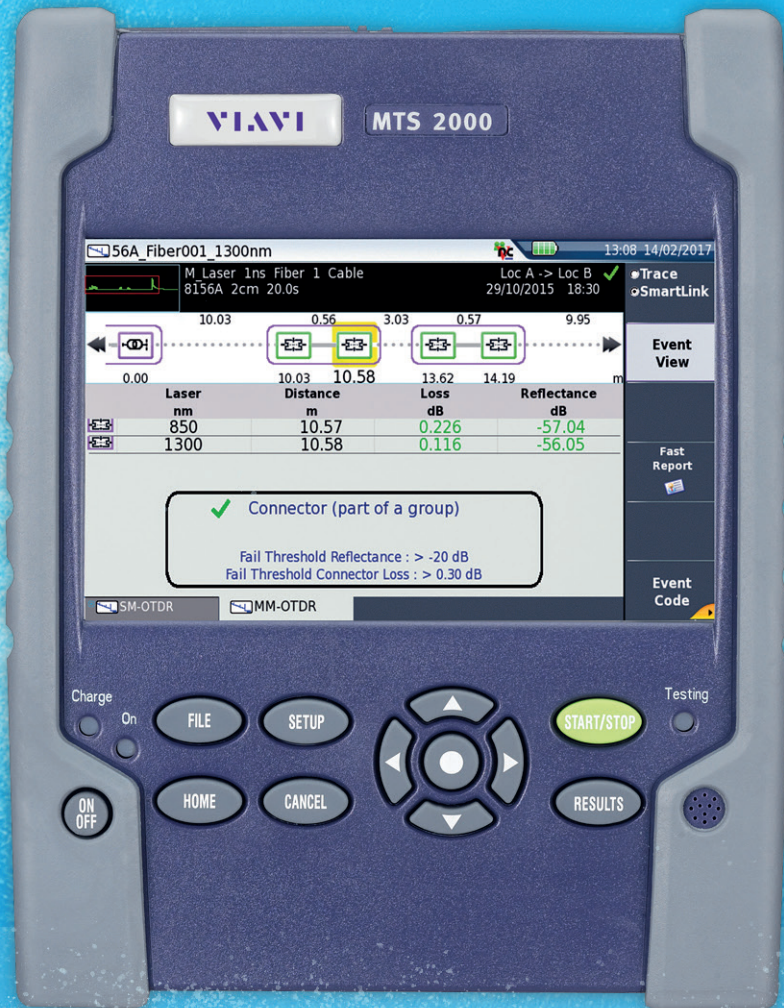 VIAVI
MTS 2000
56A_Fiber001_1300nm
DC
13:08 14/02/2017
M_Laser 1ns Fiber 1 Cable
8156A 2cm 20.0s
Loc A -> Loc B
29/10/2015 18:30
Trace
SmartLink
10.03 0.56 3.03 0.57 9.95
0.00 10.03 10.58 13.62 14.19 m
Event
View
Laser Distance Loss Reflectance
nm m dB dB
850 10.57 0.226 -57.04
1300 10.58 0.116 -56.05
Fast
Report
Connector (part of a group)
Fail Threshold Reflectance : > -20 dB
Fail Threshold Connector Loss : > 0.30 dB
Event
Code
SM-OTDR
MM-OTDR
Charge
On
FILE
SETUP
START/STOP
Testing
ON
OFF
HOME
CANCEL
RESULTS